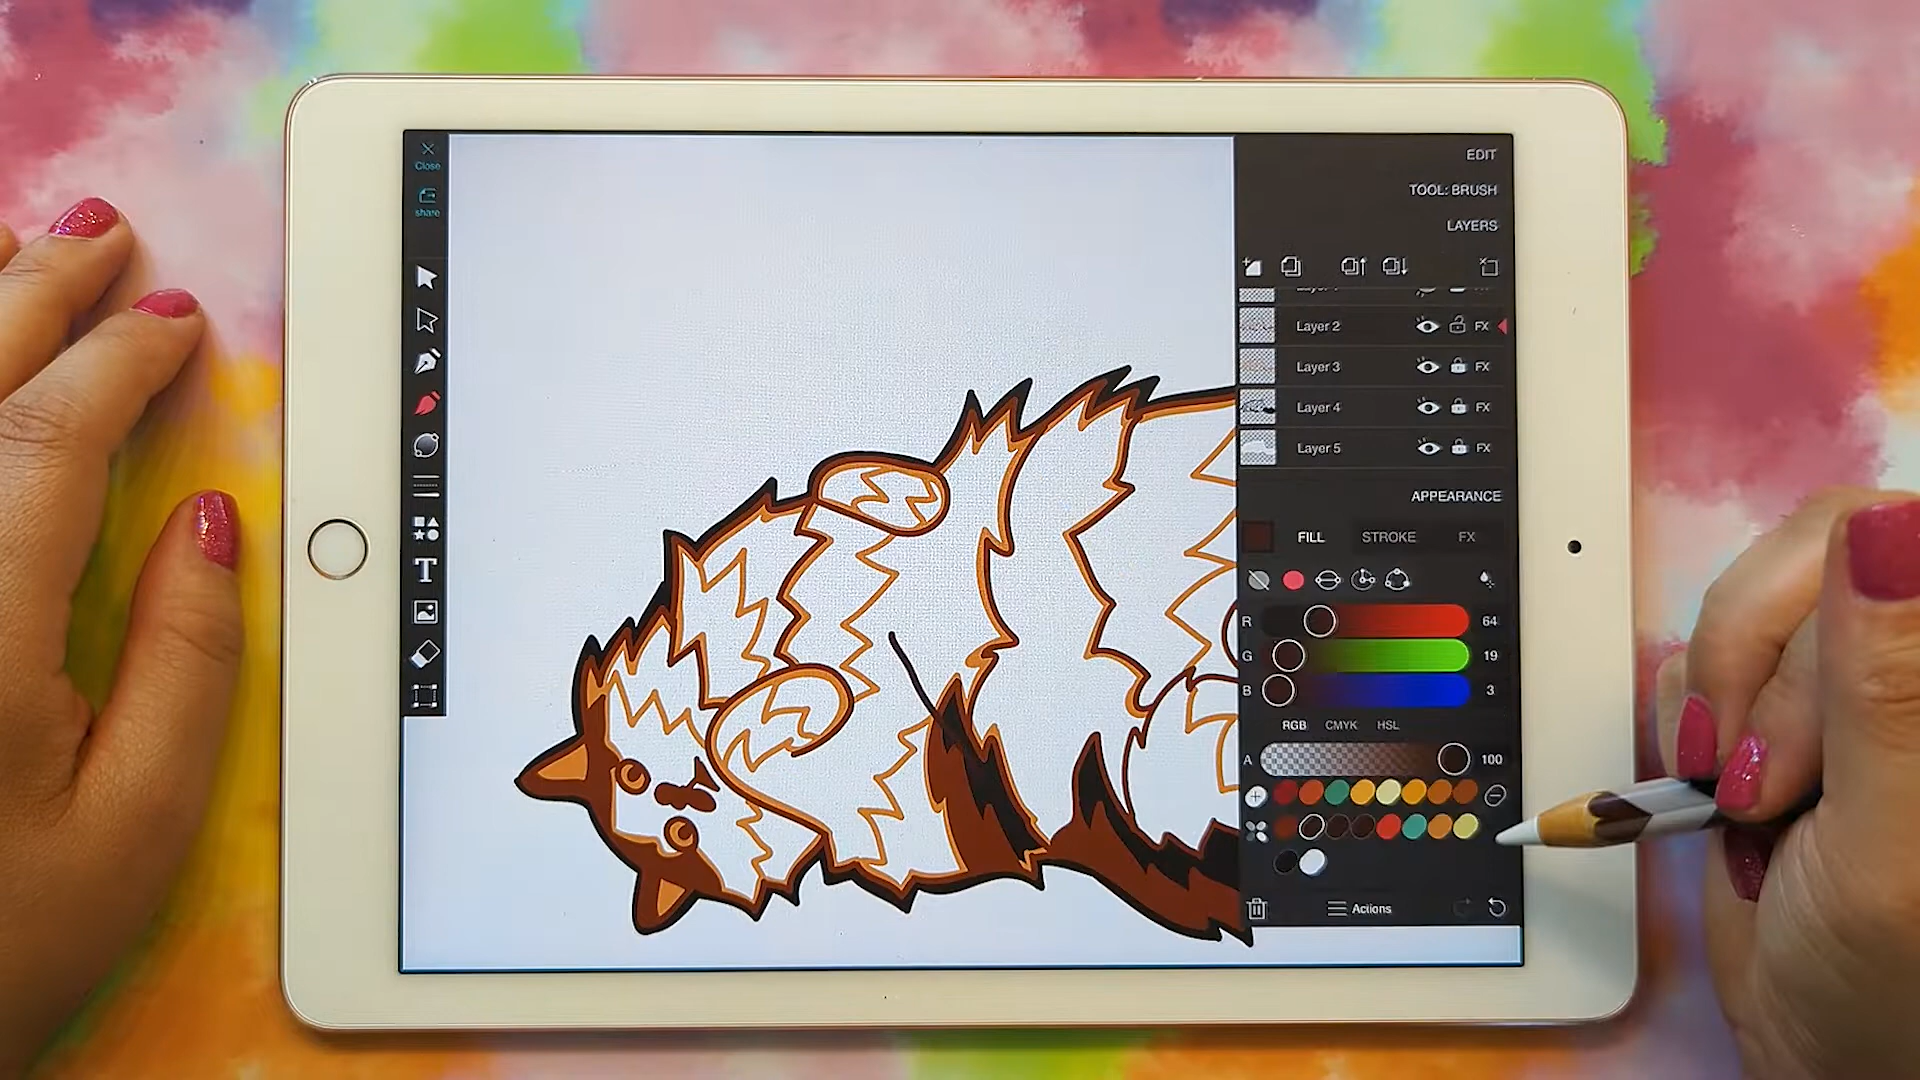 Close
share
T
EDIT
TOOL: BRUSH
LAYERS
Layer 2 FX
Layer 3 FX
Layer 4 FX
Layer 5 FX
APPEARANCE
FILL STROKE FX
R 64
G 19
B 3
RGB CMYK HSL
A 100
Actions